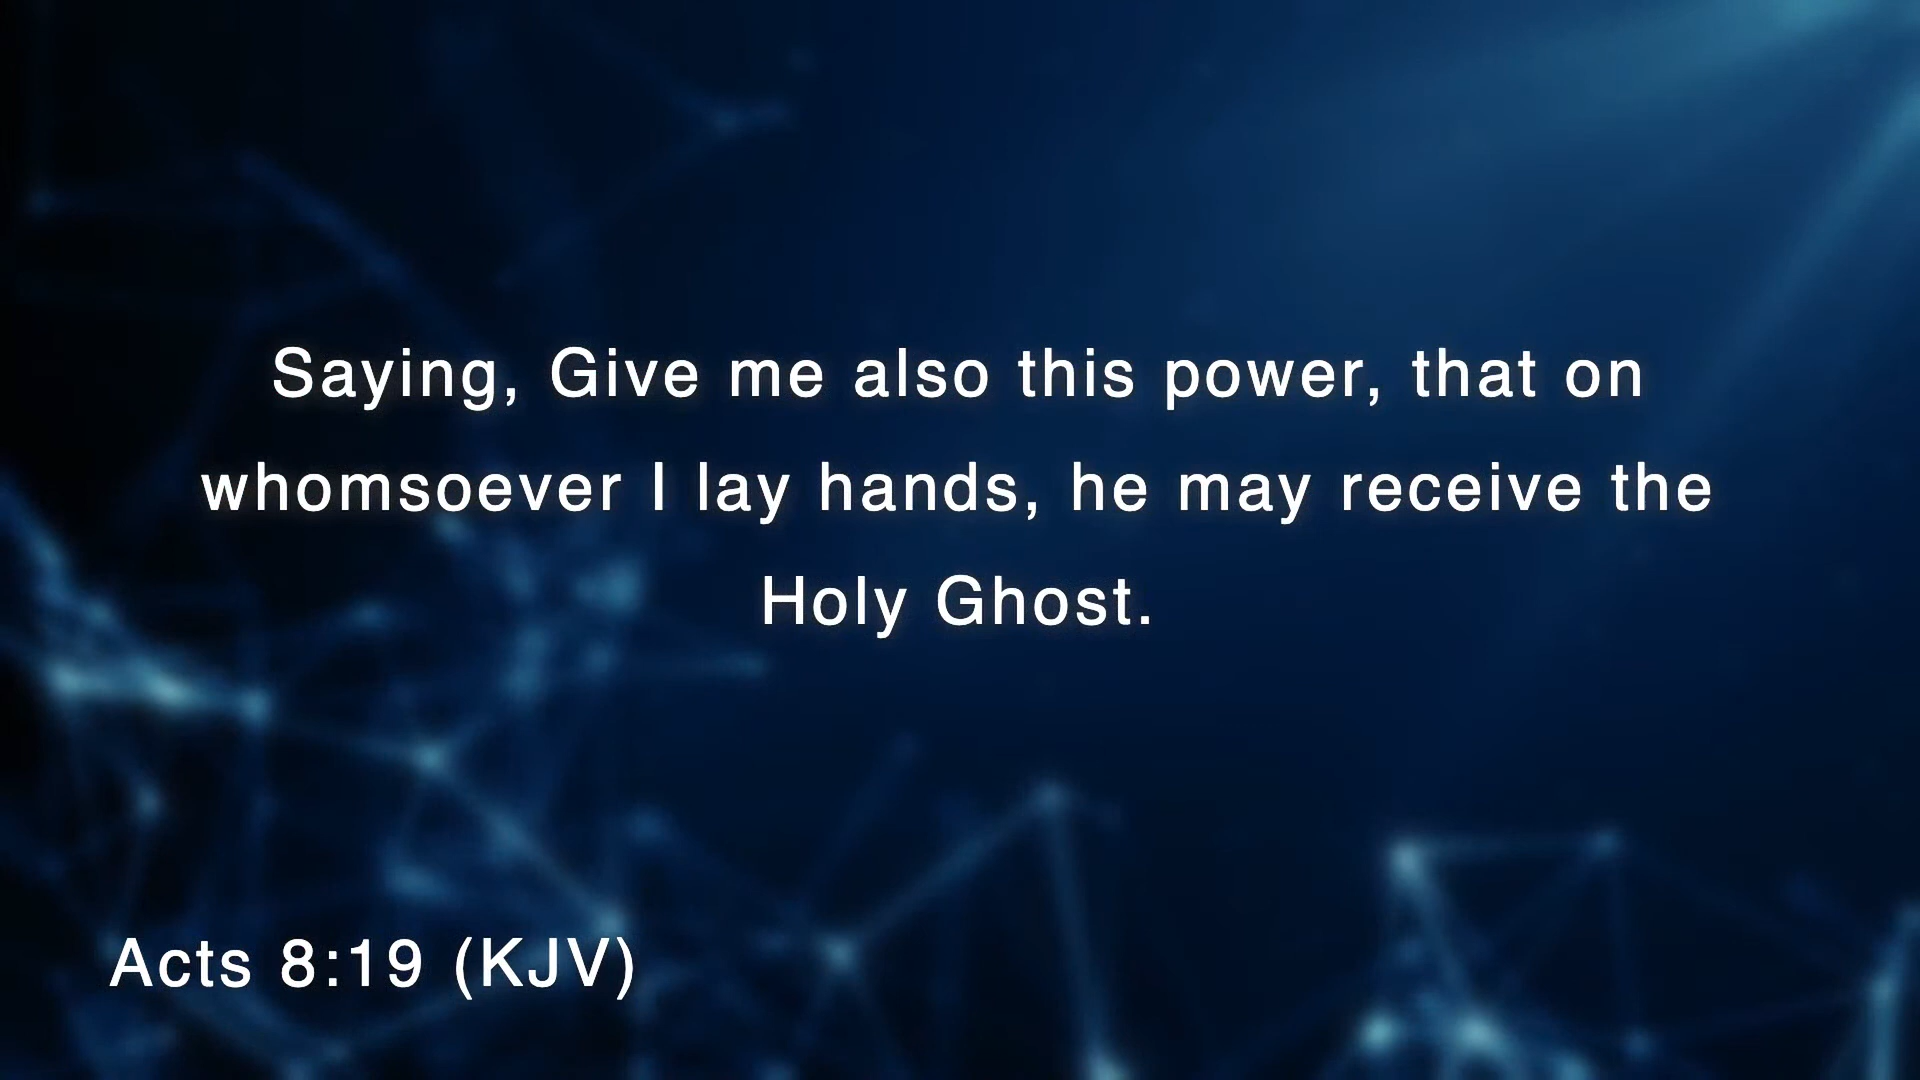 Saying, Give me also this power, that on
whomsoever I lay hands, he may receive the
Holy Ghost.
Acts 8:19 (KJV)